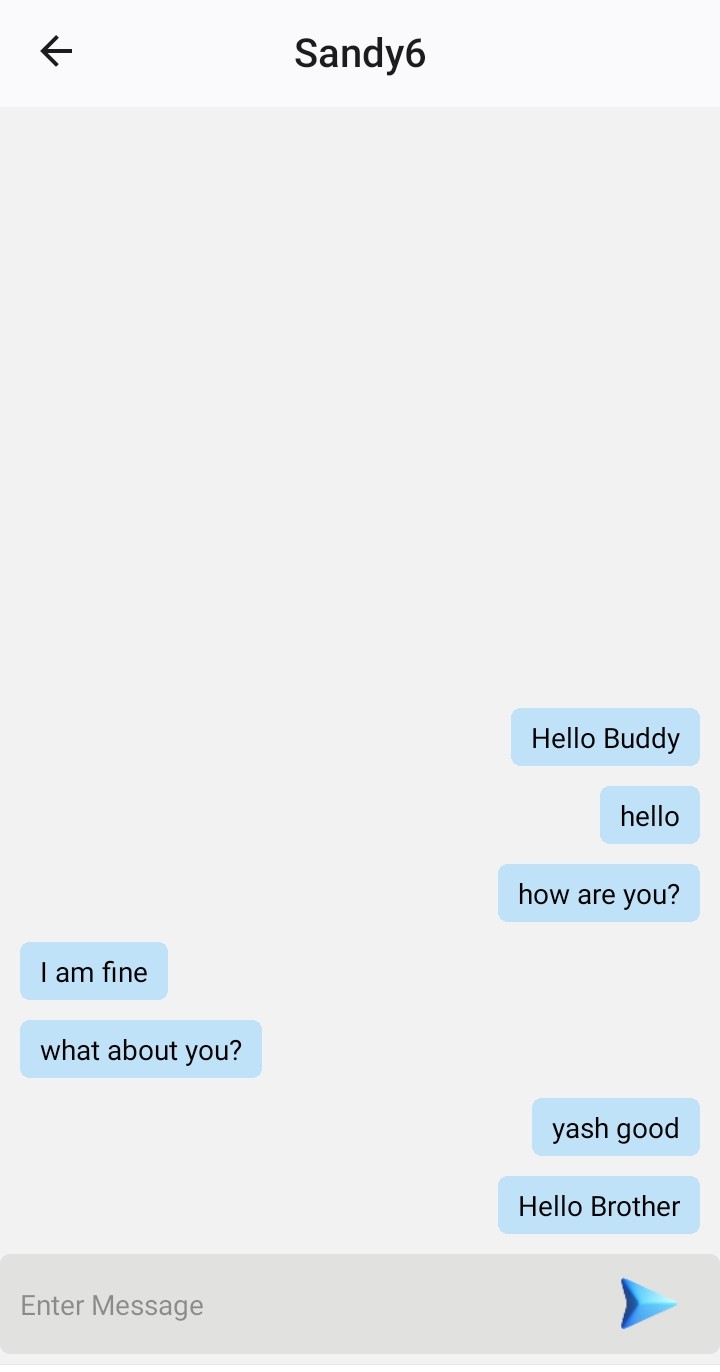 Sandy6
Hello Buddy
hello
how are you?
I am fine
what about you?
yash good
Hello Brother
Enter Message